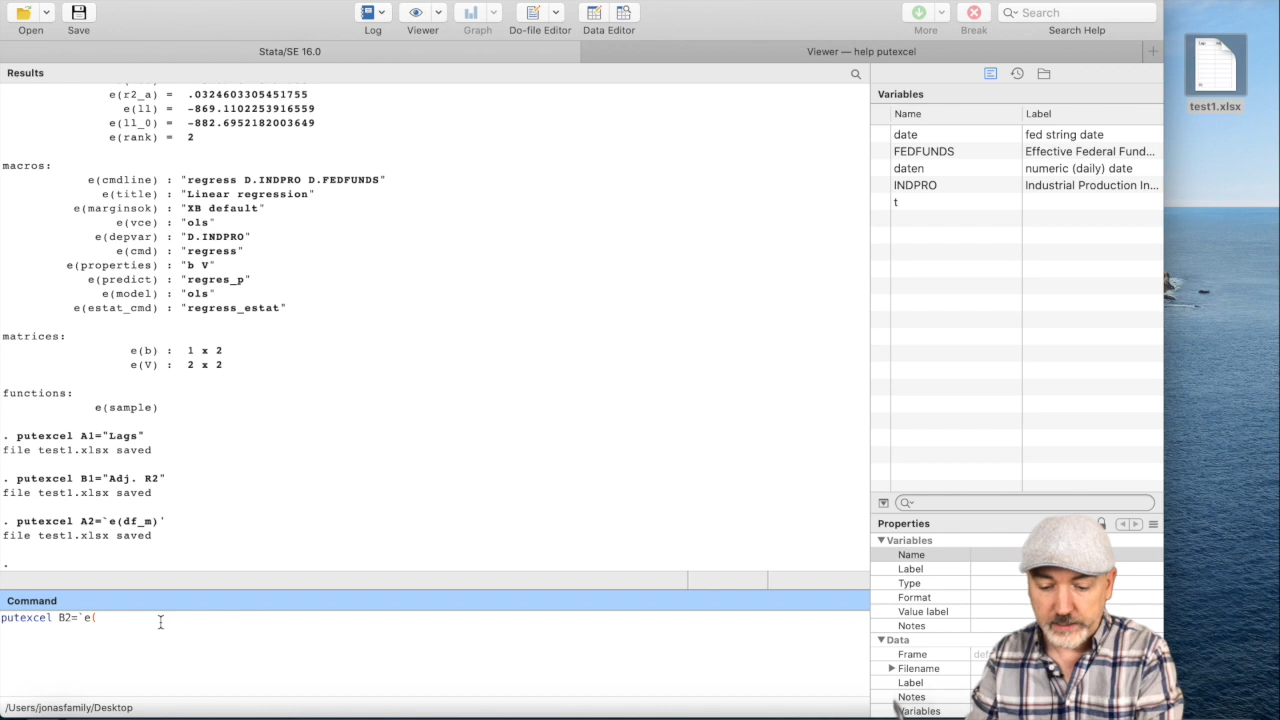 Open
Save
Log
Viewer
Graph
Do-file Editor
Data Editor
More
Break
Search
Search Help
Stata/SE 16.0
Viewer — help putexcel
Results
e(r2_a) = .0324603305451755
e(ll) = -869.1102253916559
e(ll_0) = -882.6952182003649
e(rank) = 2
macros:
e(cmdline) : "regress D.INDPRO D.FEDFUNDS"
e(title) : "Linear regression"
e(marginsok) : "XB default"
e(vce) : "ols"
e(depvar) : "D.INDPRO"
e(cmd) : "regress"
e(properties) : "b V"
e(predict) : "regres_p"
e(model) : "ols"
e(estat_cmd) : "regress_estat"
matrices:
e(b) : 1 x 2
e(V) : 2 x 2
functions:
e(sample)
. putexcel A1="Lags"
file test1.xlsx saved
. putexcel B1="Adj. R2"
file test1.xlsx saved
. putexcel A2=`e(df_m)'
file test1.xlsx saved
.
Command
putexcel B2=`e(
/Users/jonasfamily/Desktop
Variables
Name Label
date fed string date
FEDFUNDS Effective Federal Fund...
daten numeric (daily) date
INDPRO Industrial Production In...
t
Properties
Variables
Name
Label
Type
Format
Value label
Notes
Data
Frame
Filename
Label
Notes
Variables
test1.xlsx